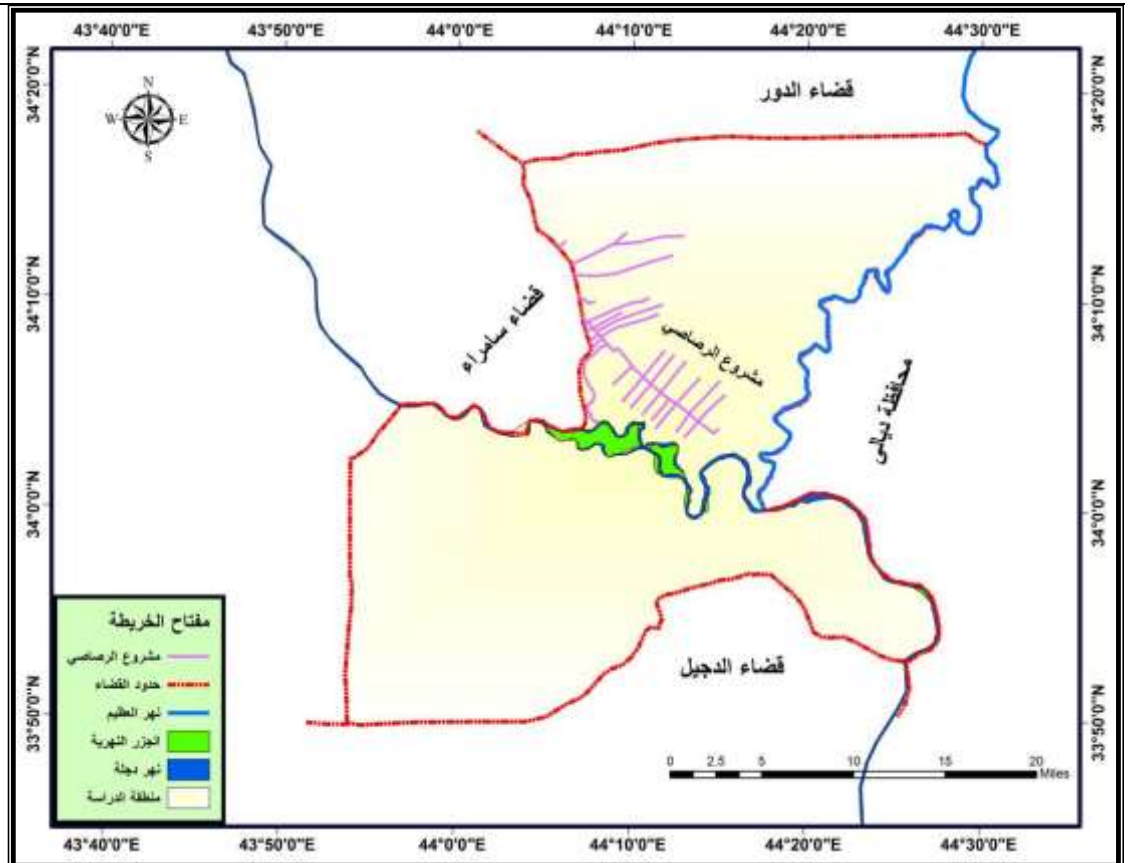 43°40'0"E 43°50'0"E 44°0'0"E 44°10'0"E 44°20'0"E 44°30'0"E
34°20'0"N
34°10'0"N
34°0'0"N
33°50'0"N
34°20'0"N
34°10'0"N
34°0'0"N
33°50'0"N
N
W E
S
قضاء الدور
قضاء سامراء
مشروع الرصاصي
محافظة ديالى
قضاء الدجيل
مفتاح الخريطة
مشروع الرصاصي
حدود القضاء
نهر العظيم
الجزر النهرية
نهر دجلة
منطقة الدراسة
0 2.5 5 10 15 20
Miles
43°40'0"E 43°50'0"E 44°0'0"E 44°10'0"E 44°20'0"E 44°30'0"E